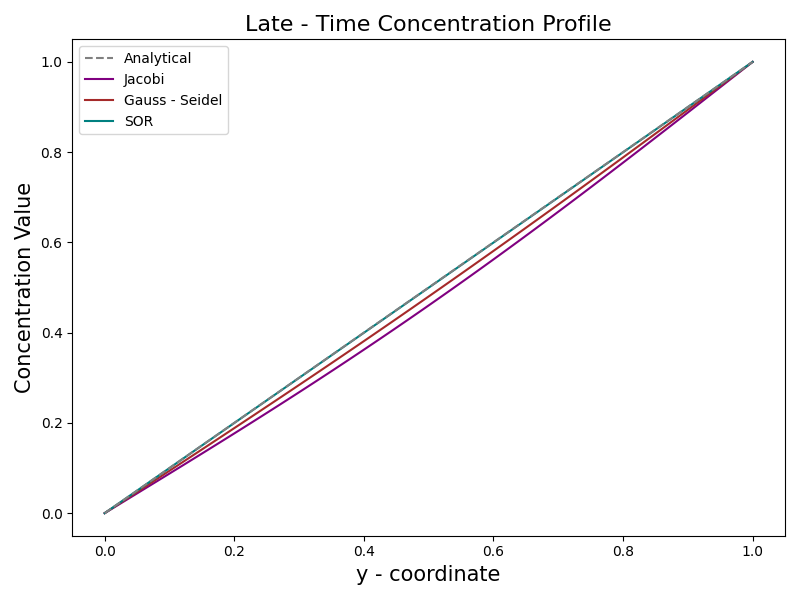 Late - Time Concentration Profile
Analytical
Jacobi
Gauss - Seidel
SOR
Concentration Value
1.0
0.8
0.6
0.4
0.2
0.0
0.0 0.2 0.4 0.6 0.8 1.0
y - coordinate